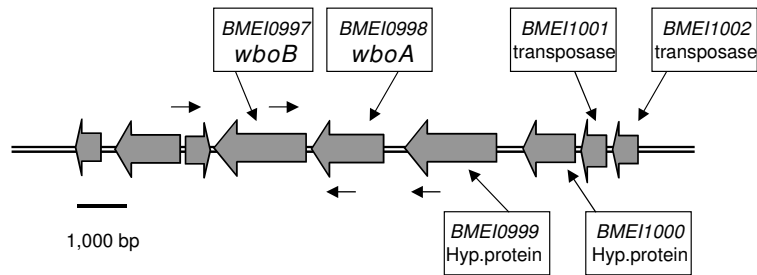 BMEI0997
wboB
BMEI0998
wboA
BMEI1001
transposase
BMEI1002
transposase
1,000 bp
BMEI0999
Hyp.protein
BMEI1000
Hyp.protein